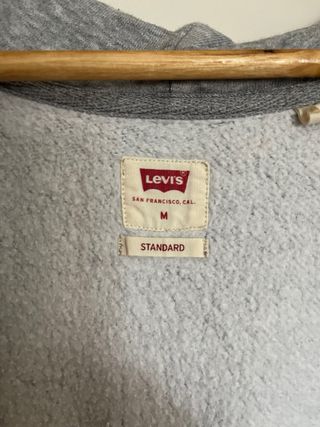 Levi's
SAN FRANCISCO, CAL.
M
STANDARD